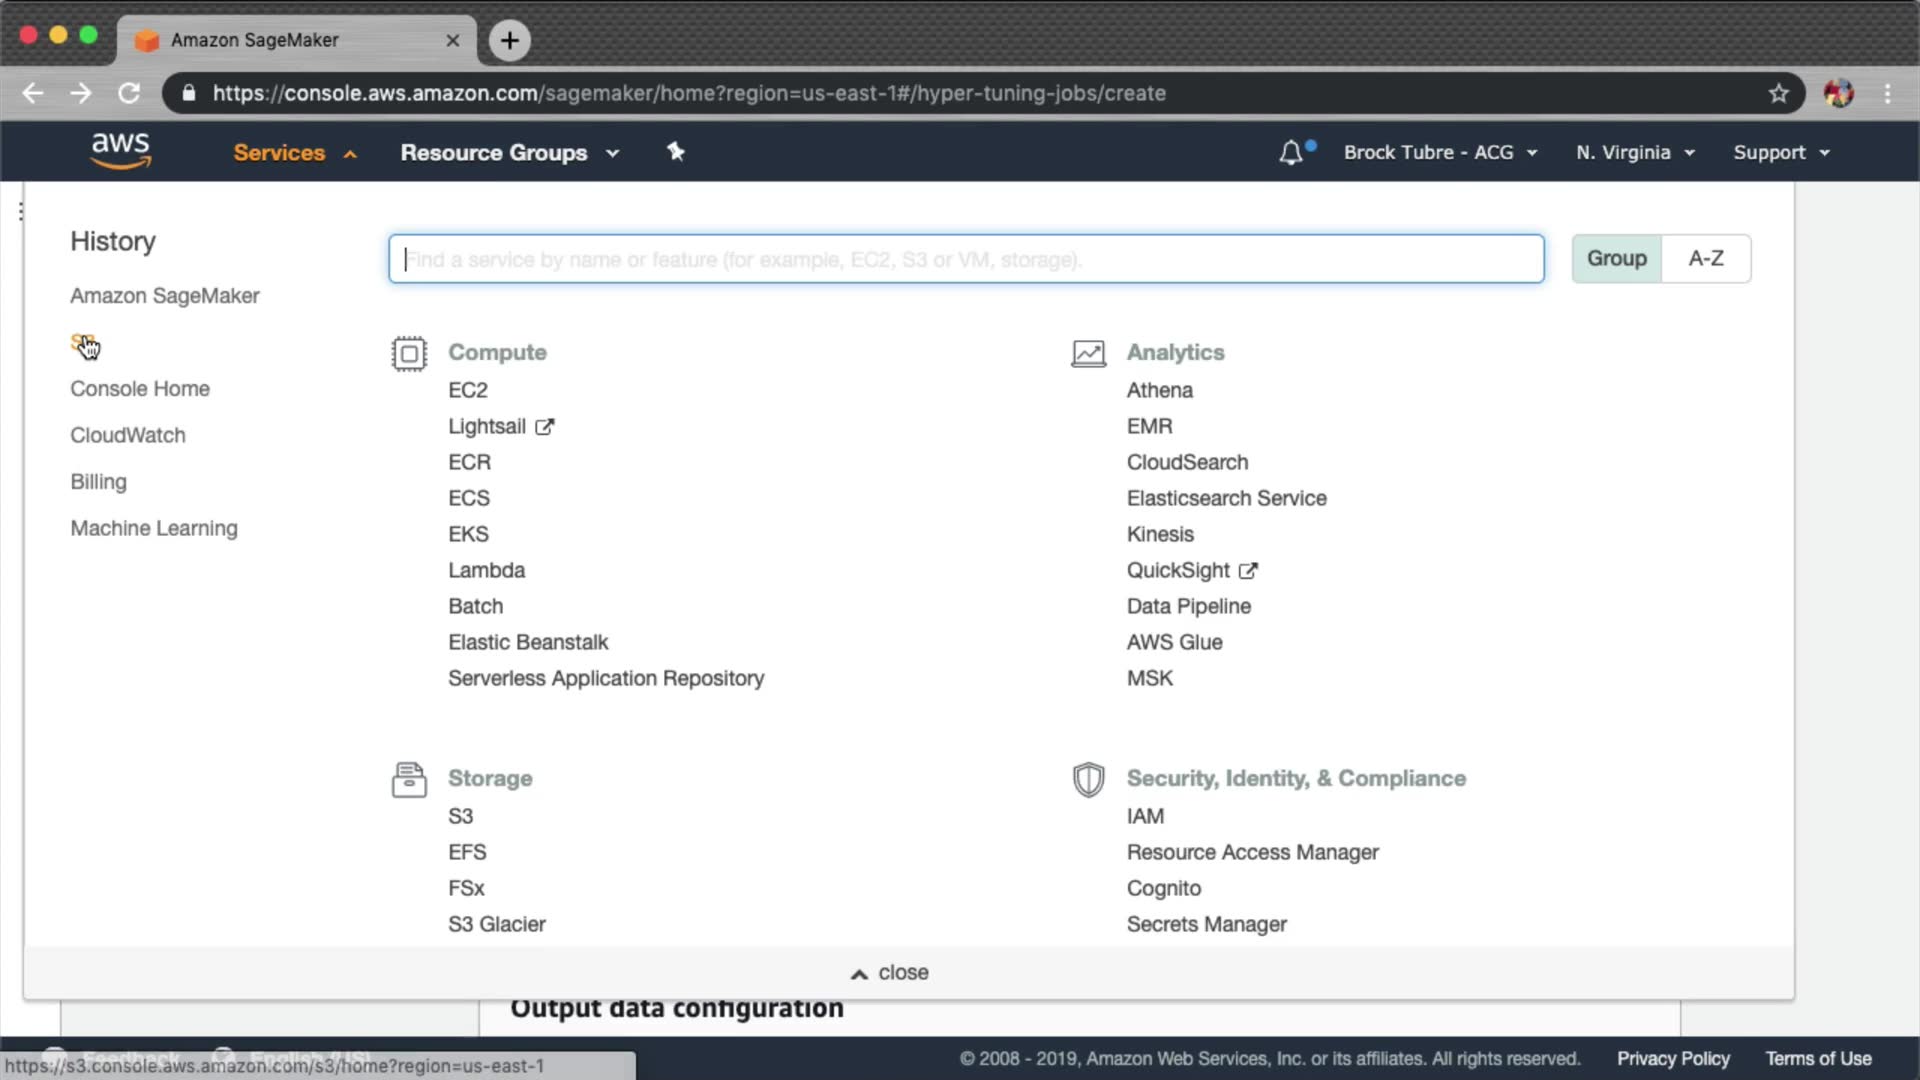 Amazon SageMaker
https://console.aws.amazon.com/sagemaker/home?region=us-east-1#/hyper-tuning-jobs/create
aws
Services
Resource Groups
Brock Tubre - ACG
N. Virginia
Support
History
Find a service by name or feature (for example, EC2, S3 or VM, storage).
Group
A-Z
Amazon SageMaker
S3
Console Home
CloudWatch
Billing
Machine Learning
Compute
EC2
Lightsail
ECR
ECS
EKS
Lambda
Batch
Elastic Beanstalk
Serverless Application Repository
Analytics
Athena
EMR
CloudSearch
Elasticsearch Service
Kinesis
QuickSight
Data Pipeline
AWS Glue
MSK
Storage
S3
EFS
FSx
S3 Glacier
Security, Identity, & Compliance
IAM
Resource Access Manager
Cognito
Secrets Manager
close
Output data configuration
Feedback
English (US)
https://s3.console.aws.amazon.com/s3/home?region=us-east-1
© 2008 - 2019, Amazon Web Services, Inc. or its affiliates. All rights reserved.
Privacy Policy
Terms of Use